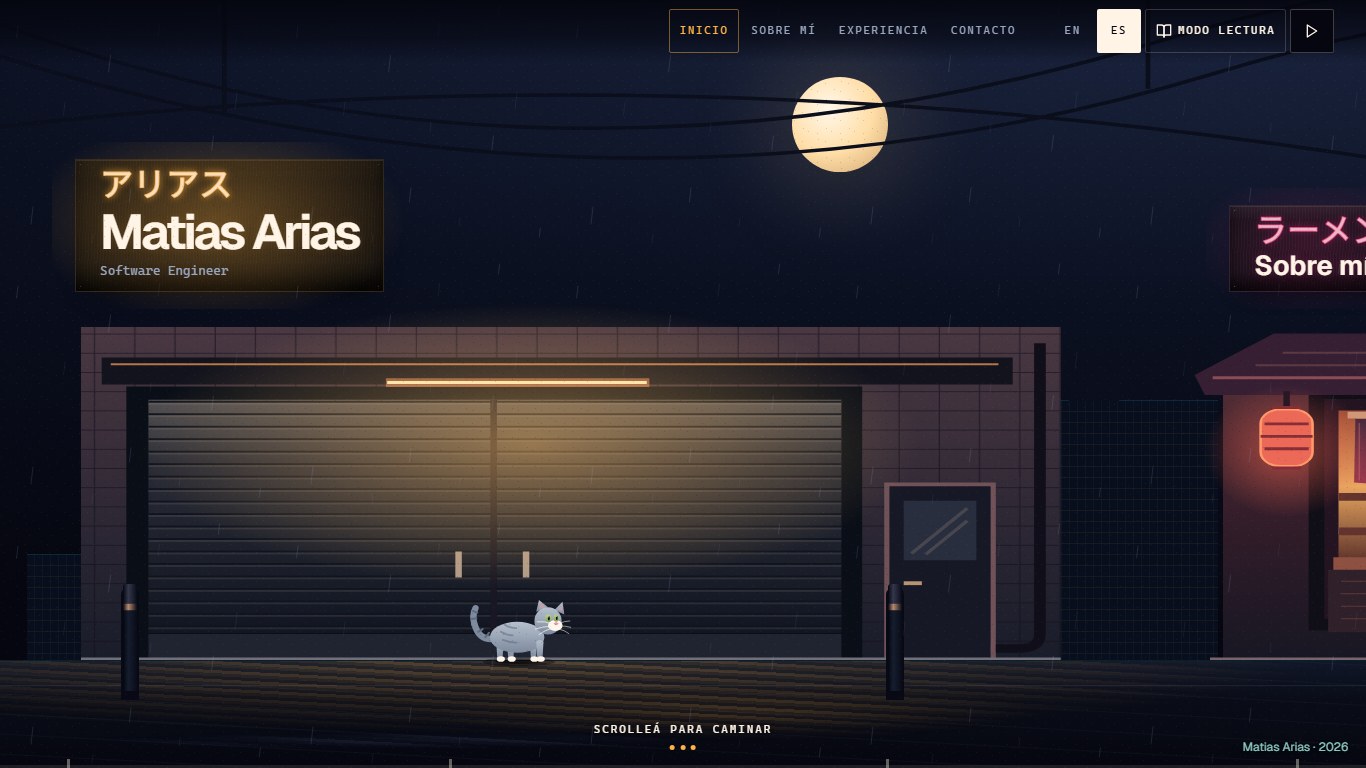 INICIO SOBRE MÍ EXPERIENCIA CONTACTO EN ES MODO LECTURA
アリアス
Matias Arias
Software Engineer
ラーメン
Sobre mí
SCROLLEÁ PARA CAMINAR
Matias Arias · 2026